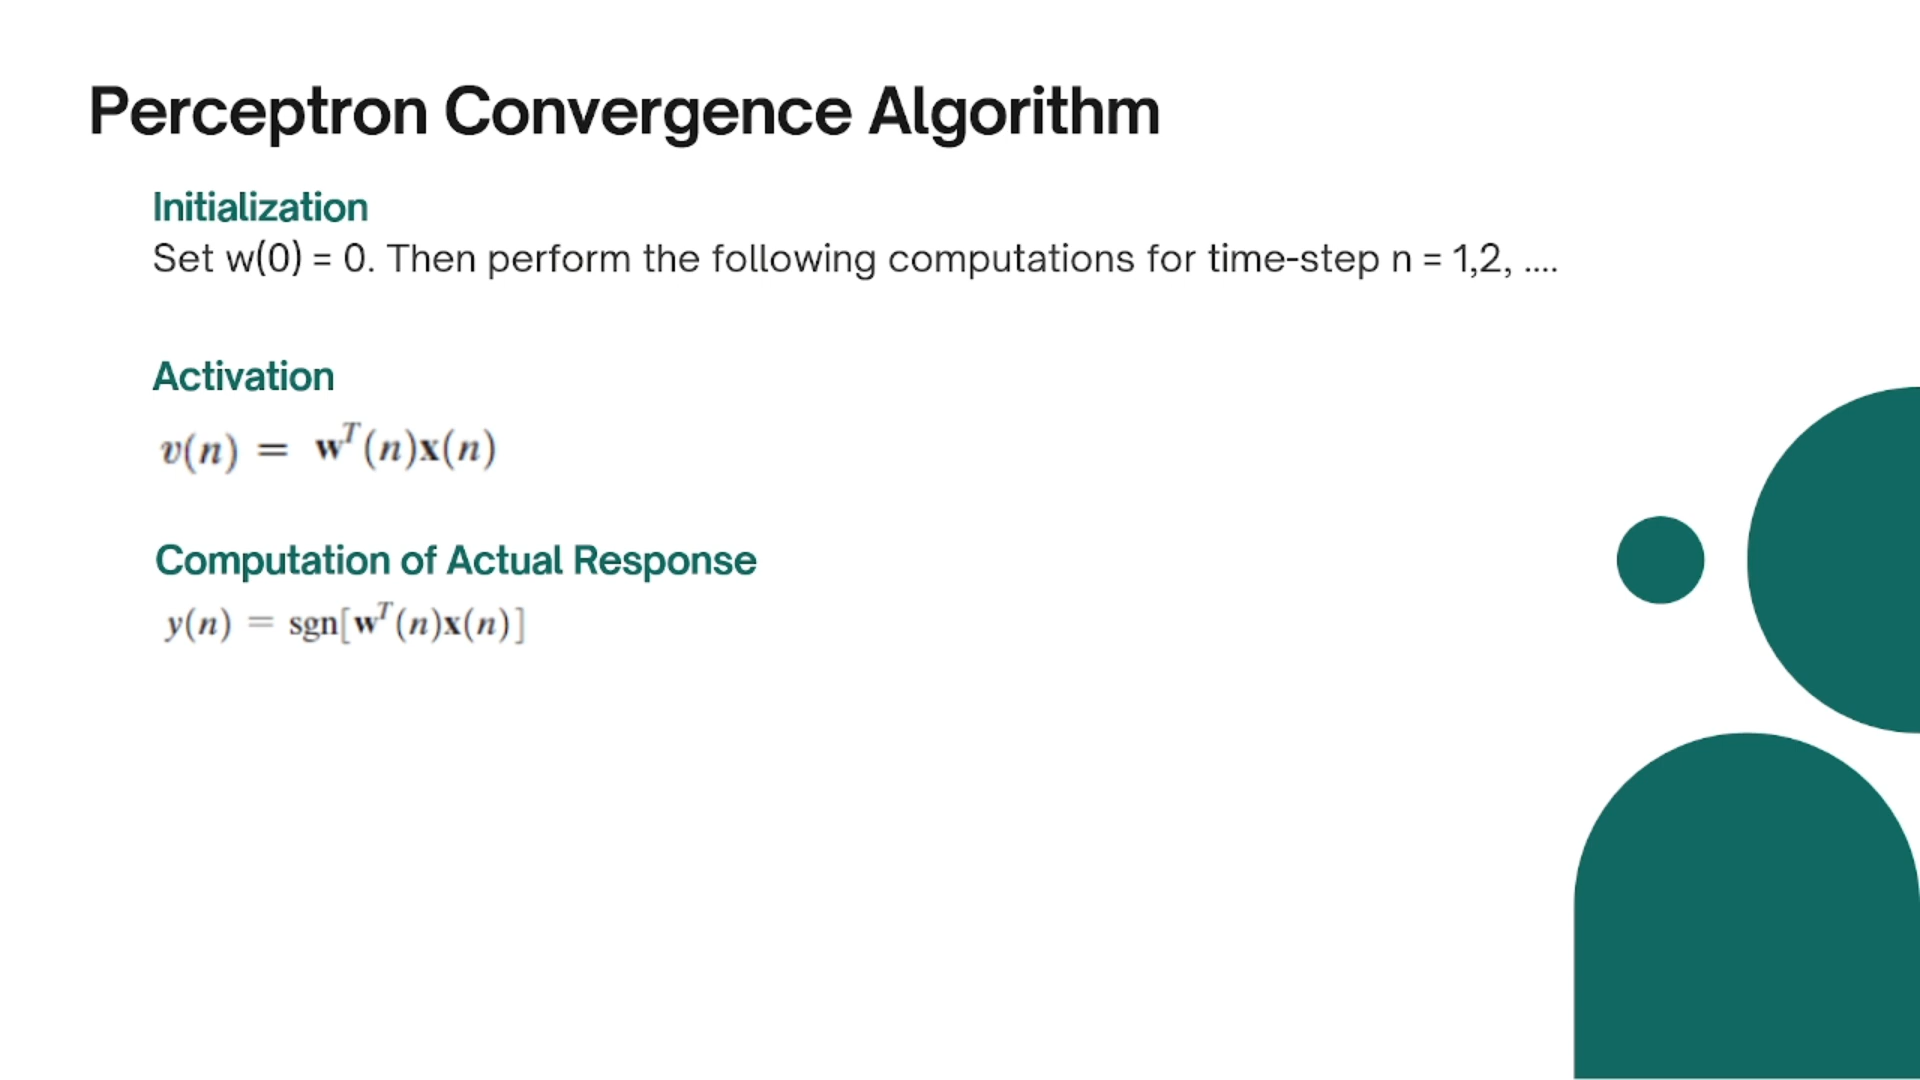 Perceptron Convergence Algorithm
Initialization
Set w(0) = 0. Then perform the following computations for time-step n = 1,2, ....
Activation
v(n) = w^T(n)x(n)
Computation of Actual Response
y(n) = sgn[w^T(n)x(n)]